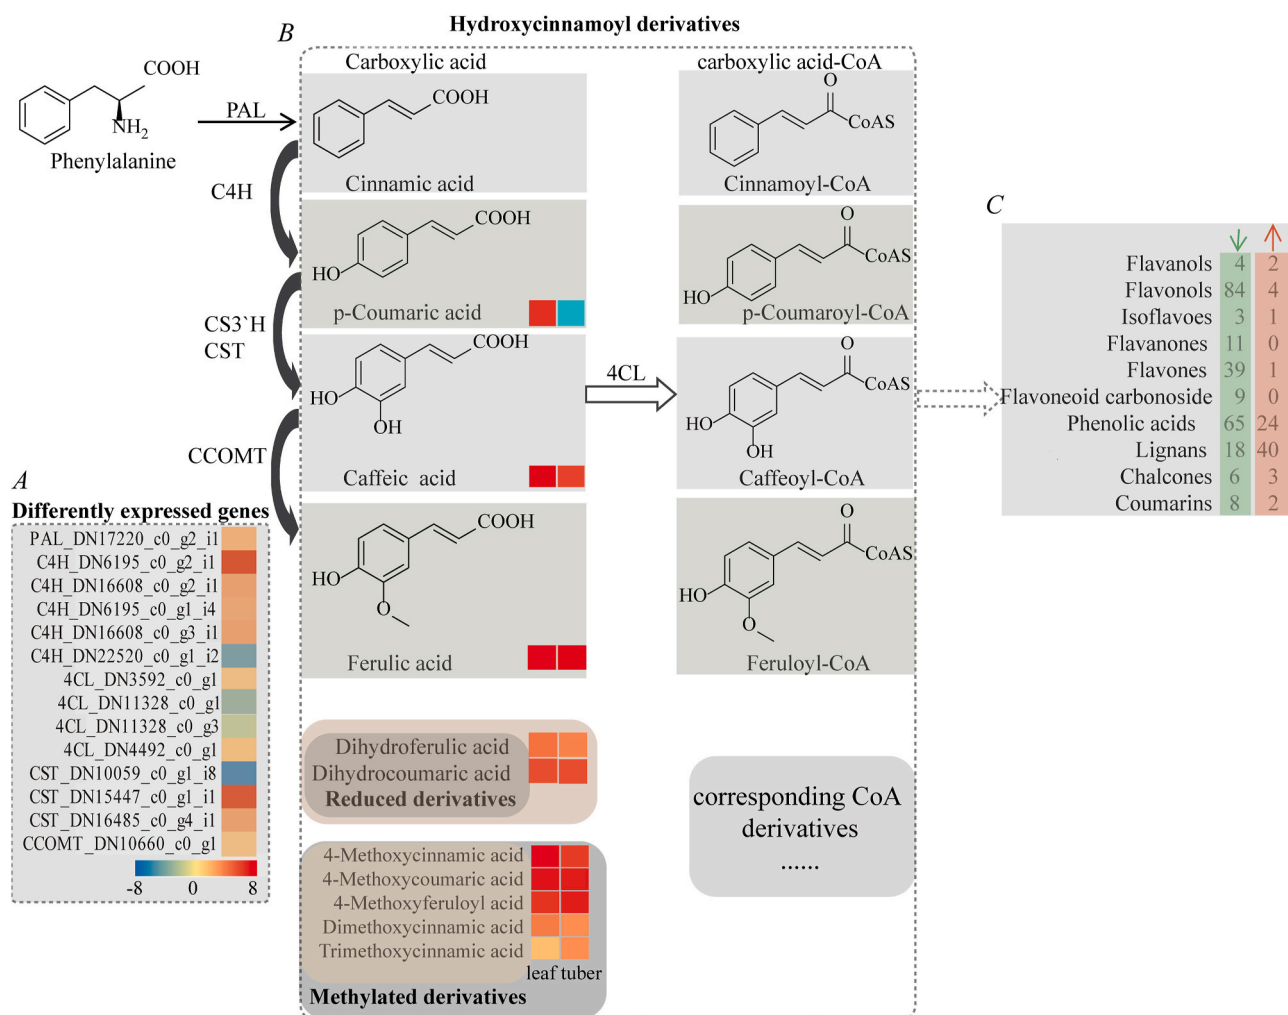 B
Hydroxycinnamoyl derivatives
Carboxylic acid
carboxylic acid-CoA
COOH
NH2
Phenylalanine
PAL
COOH
Cinnamic acid
O
CoAS
Cinnamoyl-CoA
C4H
COOH
HO
p-Coumaric acid
O
CoAS
HO
p-Coumaroyl-CoA
CS3`H
CST
COOH
HO
OH
Caffeic acid
4CL
O
CoAS
HO
OH
Caffeoyl-CoA
CCOMT
COOH
HO
O
Ferulic acid
O
CoAS
HO
O
Feruloyl-CoA
C
Flavanols 4 2
Flavonols 84 4
Isoflavoes 3 1
Flavanones 11 0
Flavones 39 1
Flavoneoid carbonoside 9 0
Phenolic acids 65 24
Lignans 18 40
Chalcones 6 3
Coumarins 8 2
A
Differently expressed genes
PAL_DN17220_c0_g2_i1
C4H_DN6195_c0_g2_i1
C4H_DN16608_c0_g2_i1
C4H_DN6195_c0_g1_i4
C4H_DN16608_c0_g3_i1
C4H_DN22520_c0_g1_i2
4CL_DN3592_c0_g1
4CL_DN11328_c0_g1
4CL_DN11328_c0_g3
4CL_DN4492_c0_g1
CST_DN10059_c0_g1_i8
CST_DN15447_c0_g1_i1
CST_DN16485_c0_g4_i1
CCOMT_DN10660_c0_g1
-8 0 8
Dihydroferulic acid
Dihydrocoumaric acid
Reduced derivatives
4-Methoxycinnamic acid
4-Methoxycoumaric acid
4-Methoxyferuloyl acid
Dimethoxycinnamic acid
Trimethoxycinnamic acid
leaf tuber
Methylated derivatives
corresponding CoA
derivatives
......